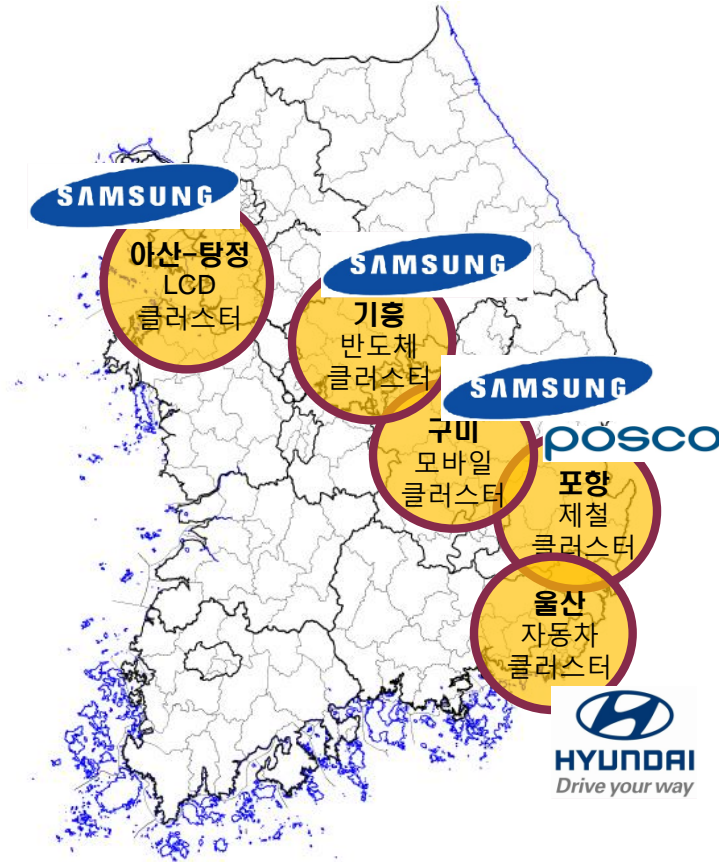 SAMSUNG
아산-탕정
LCD
클러스터
SAMSUNG
기흥
반도체
클러스터
SAMSUNG
구미
모바일
클러스터
posco
포항
제철
클러스터
울산
자동차
클러스터
HYUNDAI
Drive your way